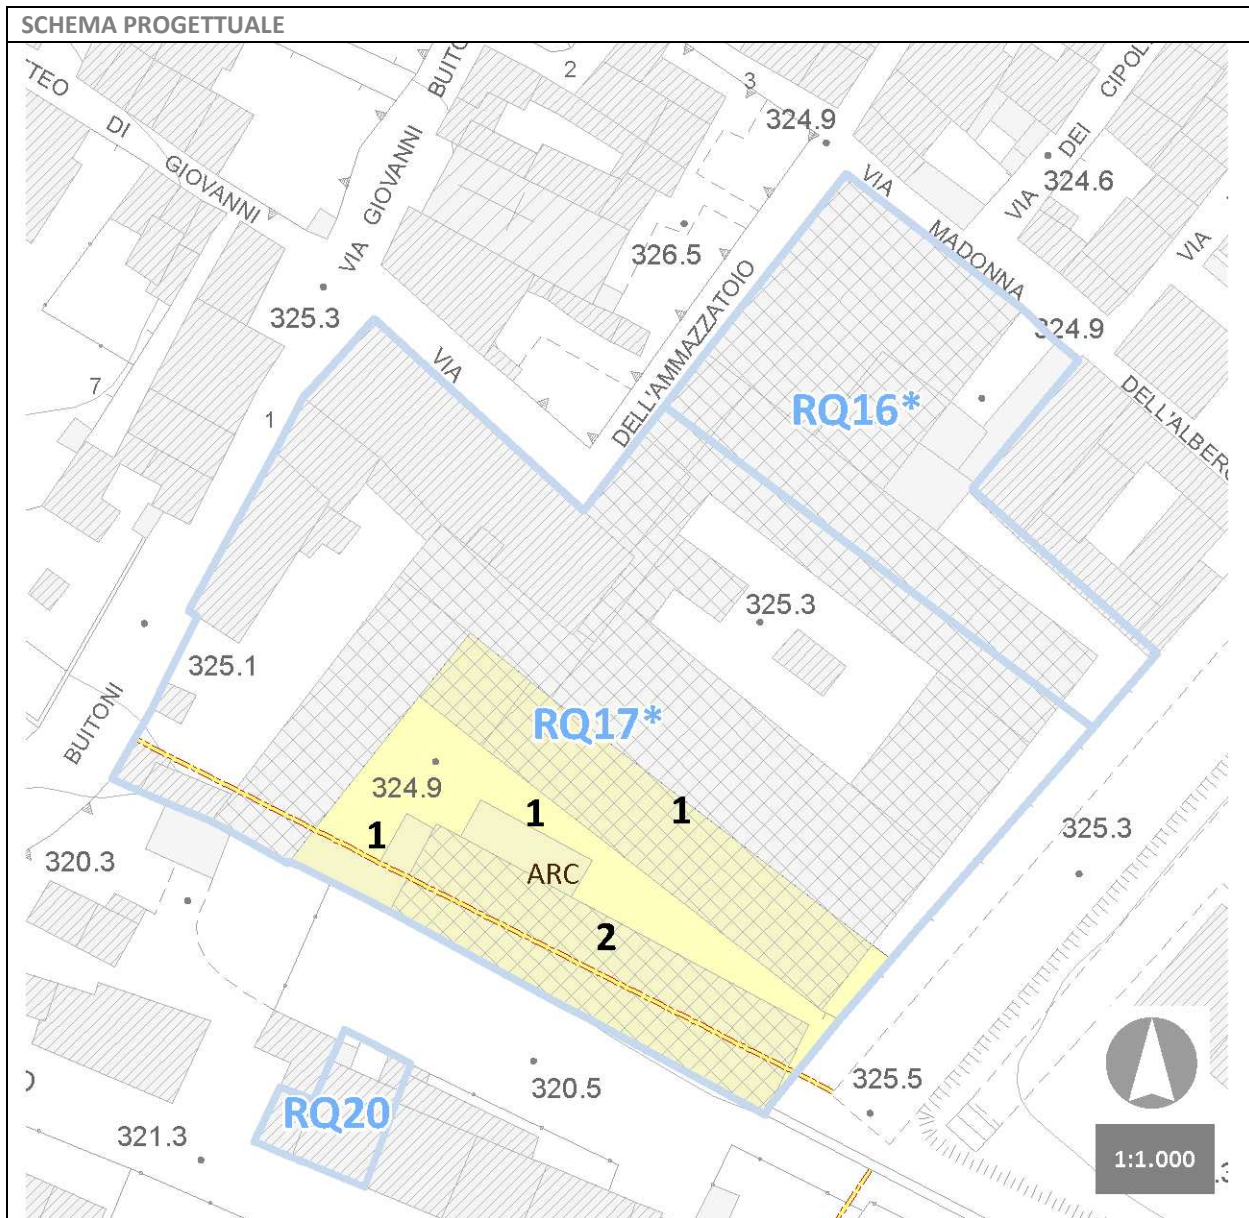 SCHEMA PROGETTUALE
TEO DI GIOVANNI
VIA GIOVANNI BUITO
2
3
324.9
VIA DEI CIPOL
324.6
VIA MADONNA DELL'ALBER
VIA
326.5
325.3
VIA DELL'AMMAZZATOIO
324.9
7
1
RQ16*
325.3
325.1
BUITONI
RQ17*
324.9
1
1
1
ARC
2
325.3
320.3
320.5
325.5
RQ20
321.3
1:1.000